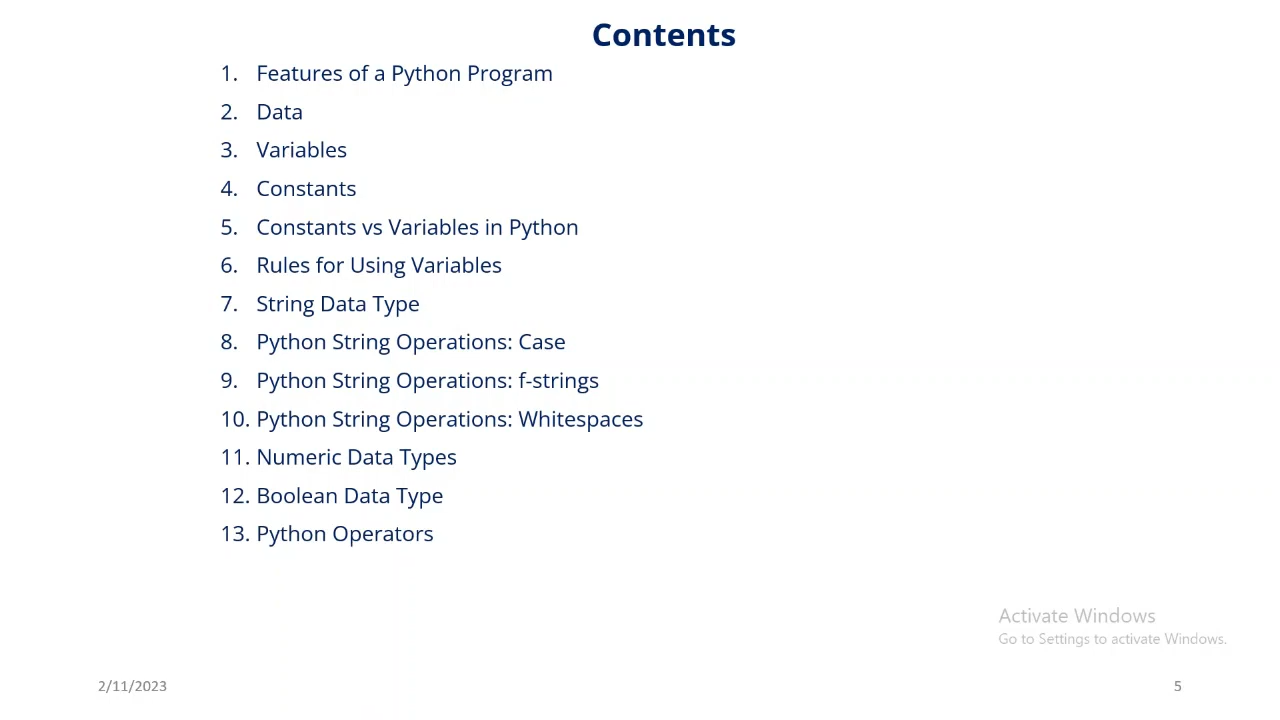 Contents
1. Features of a Python Program
2. Data
3. Variables
4. Constants
5. Constants vs Variables in Python
6. Rules for Using Variables
7. String Data Type
8. Python String Operations: Case
9. Python String Operations: f-strings
10. Python String Operations: Whitespaces
11. Numeric Data Types
12. Boolean Data Type
13. Python Operators
Activate Windows
Go to Settings to activate Windows.
2/11/2023
5